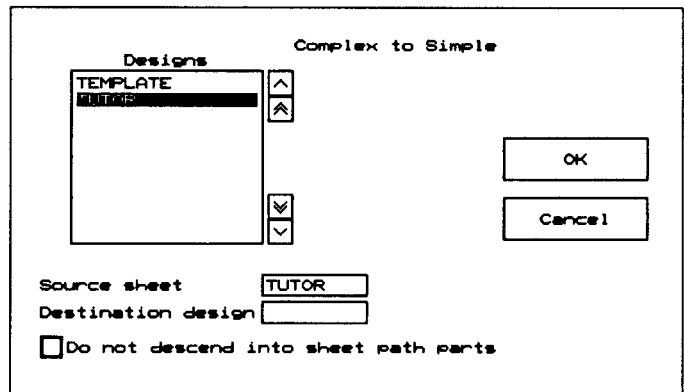 Complex to Simple
Designs
TEMPLATE
TUTOR
OK
Cancel
Source sheet TUTOR
Destination design
Do not descend into sheet path parts